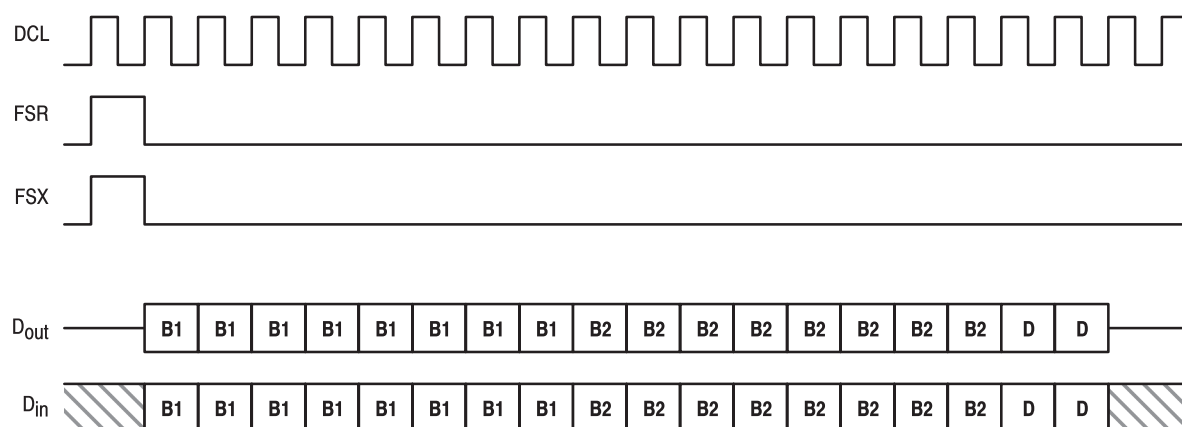 DCL
FSR
FSX
Dout B1 B1 B1 B1 B1 B1 B1 B1 B2 B2 B2 B2 B2 B2 B2 B2 D D
Din B1 B1 B1 B1 B1 B1 B1 B1 B2 B2 B2 B2 B2 B2 B2 B2 D D